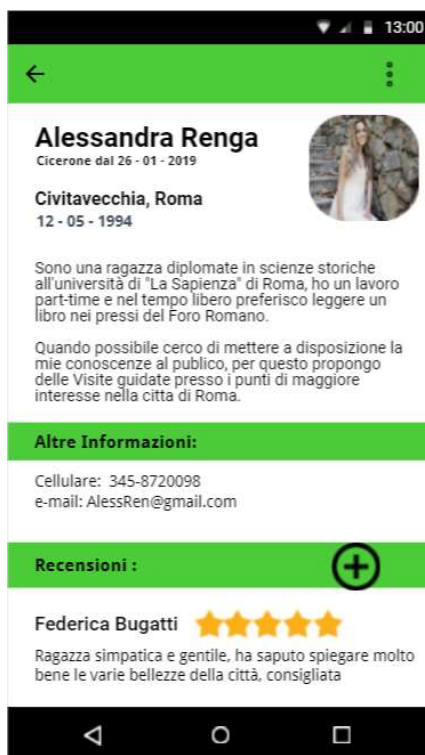 13:00
Alessandra Renga
Cicerone dal 26 - 01 - 2019
Civitavecchia, Roma
12 - 05 - 1994
Sono una ragazza diplomate in scienze storiche
all'università di "La Sapienza" di Roma, ho un lavoro
part-time e nel tempo libero preferisco leggere un
libro nei pressi del Foro Romano.
Quando possibile cerco di mettere a disposizione la
mie conoscenze al publico, per questo propongo
delle Visite guidate presso i punti di maggiore
interesse nella citta di Roma.
Altre Informazioni:
Cellulare: 345-8720098
e-mail: AlessRen@gmail.com
Recensioni :
Federica Bugatti
Ragazza simpatica e gentile, ha saputo spiegare molto
bene le varie bellezze della città, consigliata